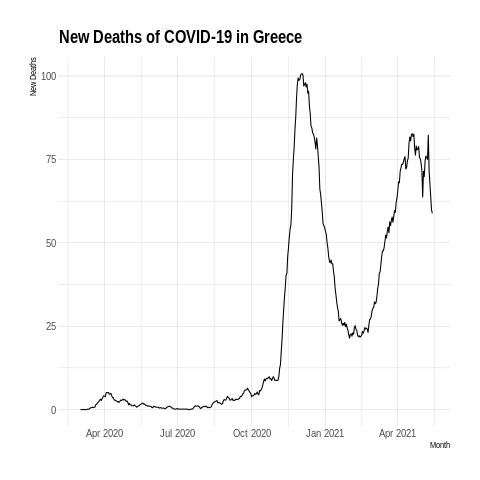 New Deaths of COVID-19 in Greece
New Deaths
100
75
50
25
0
Apr 2020 Jul 2020 Oct 2020 Jan 2021 Apr 2021
Month